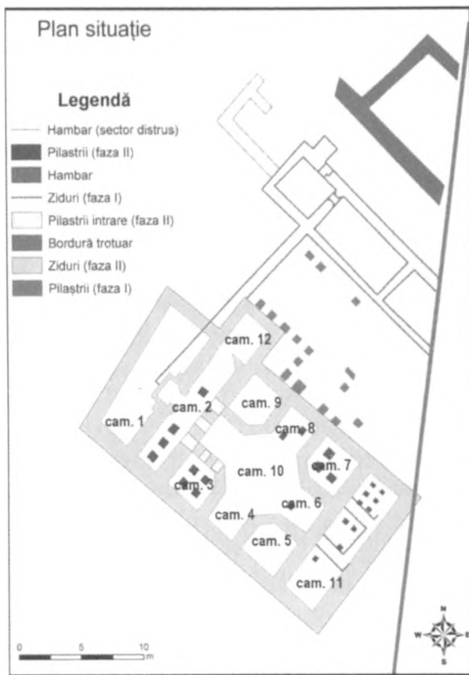 Plan situație
Legendă
Hambar (sector distrus)
Pilastrii (faza II)
Hambar
Ziduri (faza I)
Pilastrii intrare (faza II)
Bordură trotuar
Ziduri (faza II)
Pilaștrii (faza I)
cam. 12
cam. 9
cam. 1
cam. 2
cam. 8
cam. 10
cam. 7
cam. 3
cam. 6
cam. 4
cam. 5
cam. 11
0 5 10
m
N
W E
S